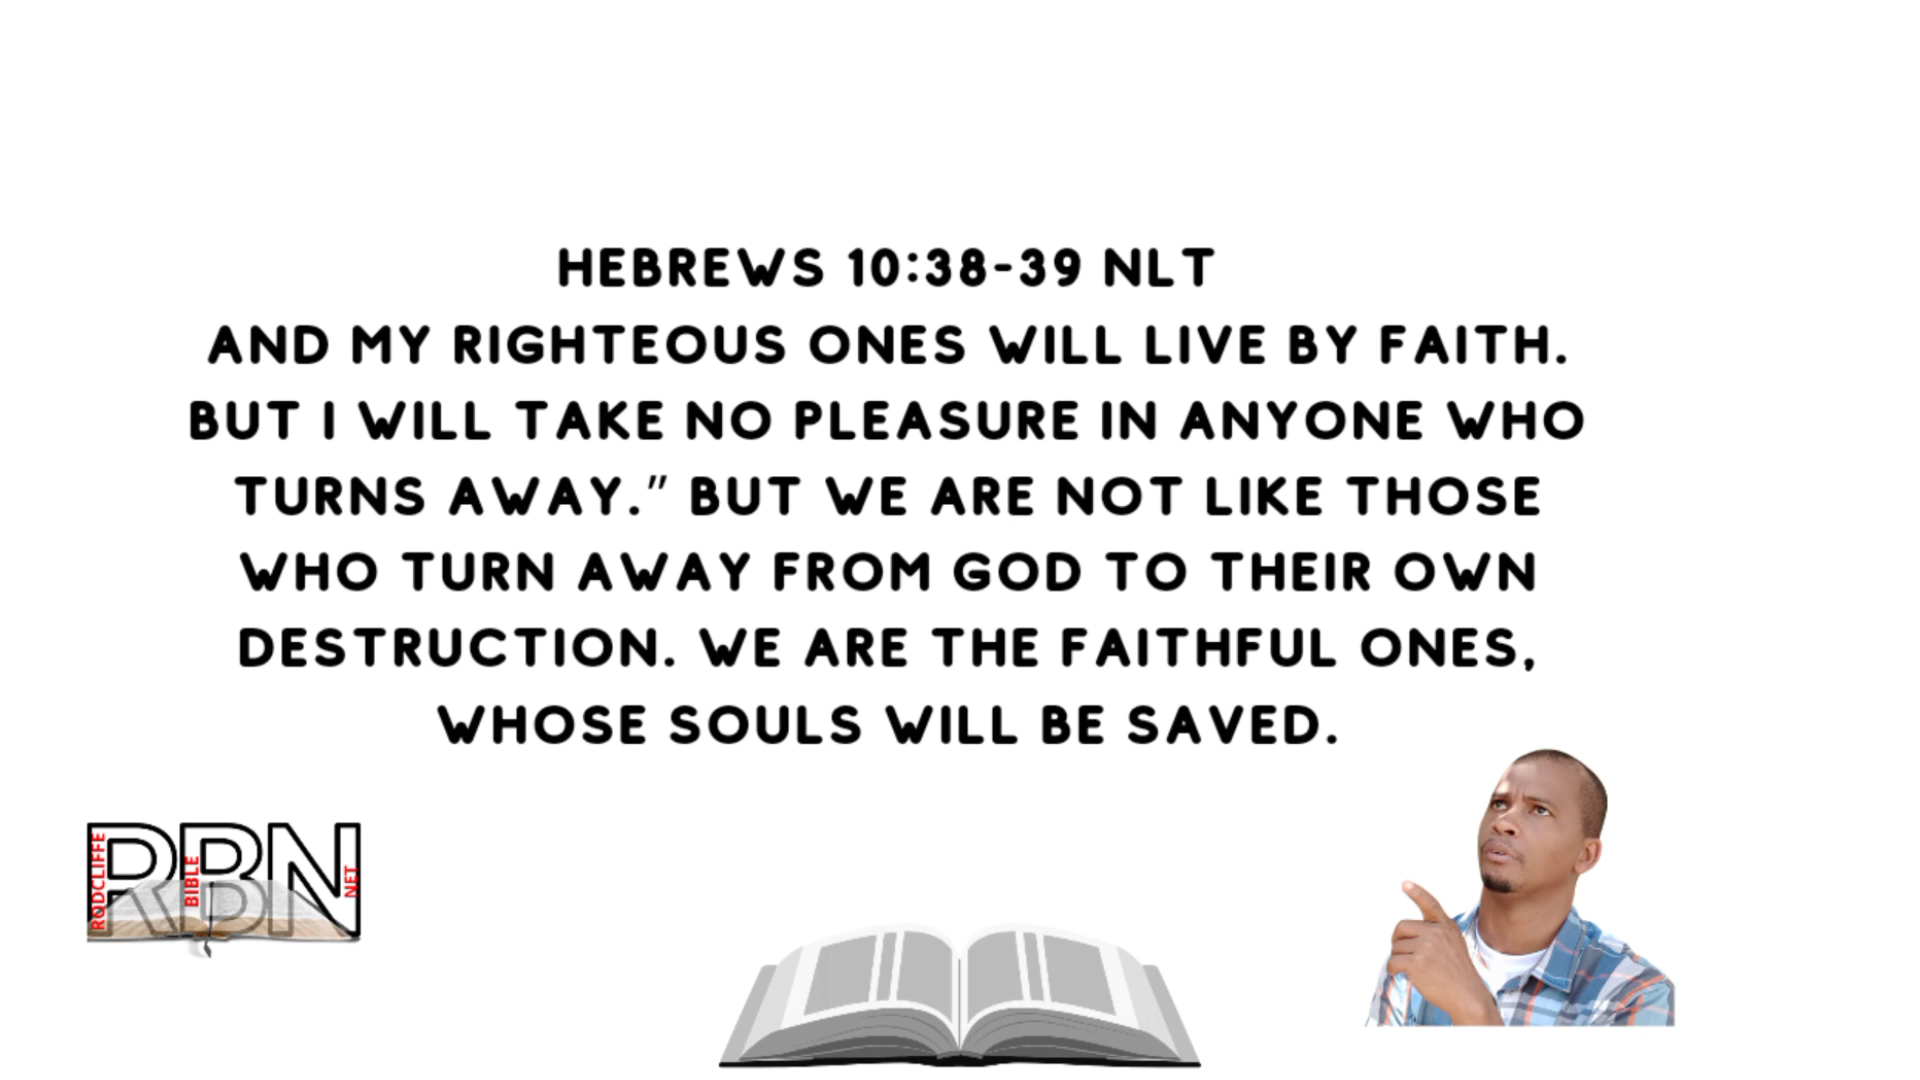 HEBREWS 10:38-39 NLT
AND MY RIGHTEOUS ONES WILL LIVE BY FAITH.
BUT I WILL TAKE NO PLEASURE IN ANYONE WHO
TURNS AWAY." BUT WE ARE NOT LIKE THOSE
WHO TURN AWAY FROM GOD TO THEIR OWN
DESTRUCTION. WE ARE THE FAITHFUL ONES,
WHOSE SOULS WILL BE SAVED.
RBN
RODCLIFFE
BIBLE
NET